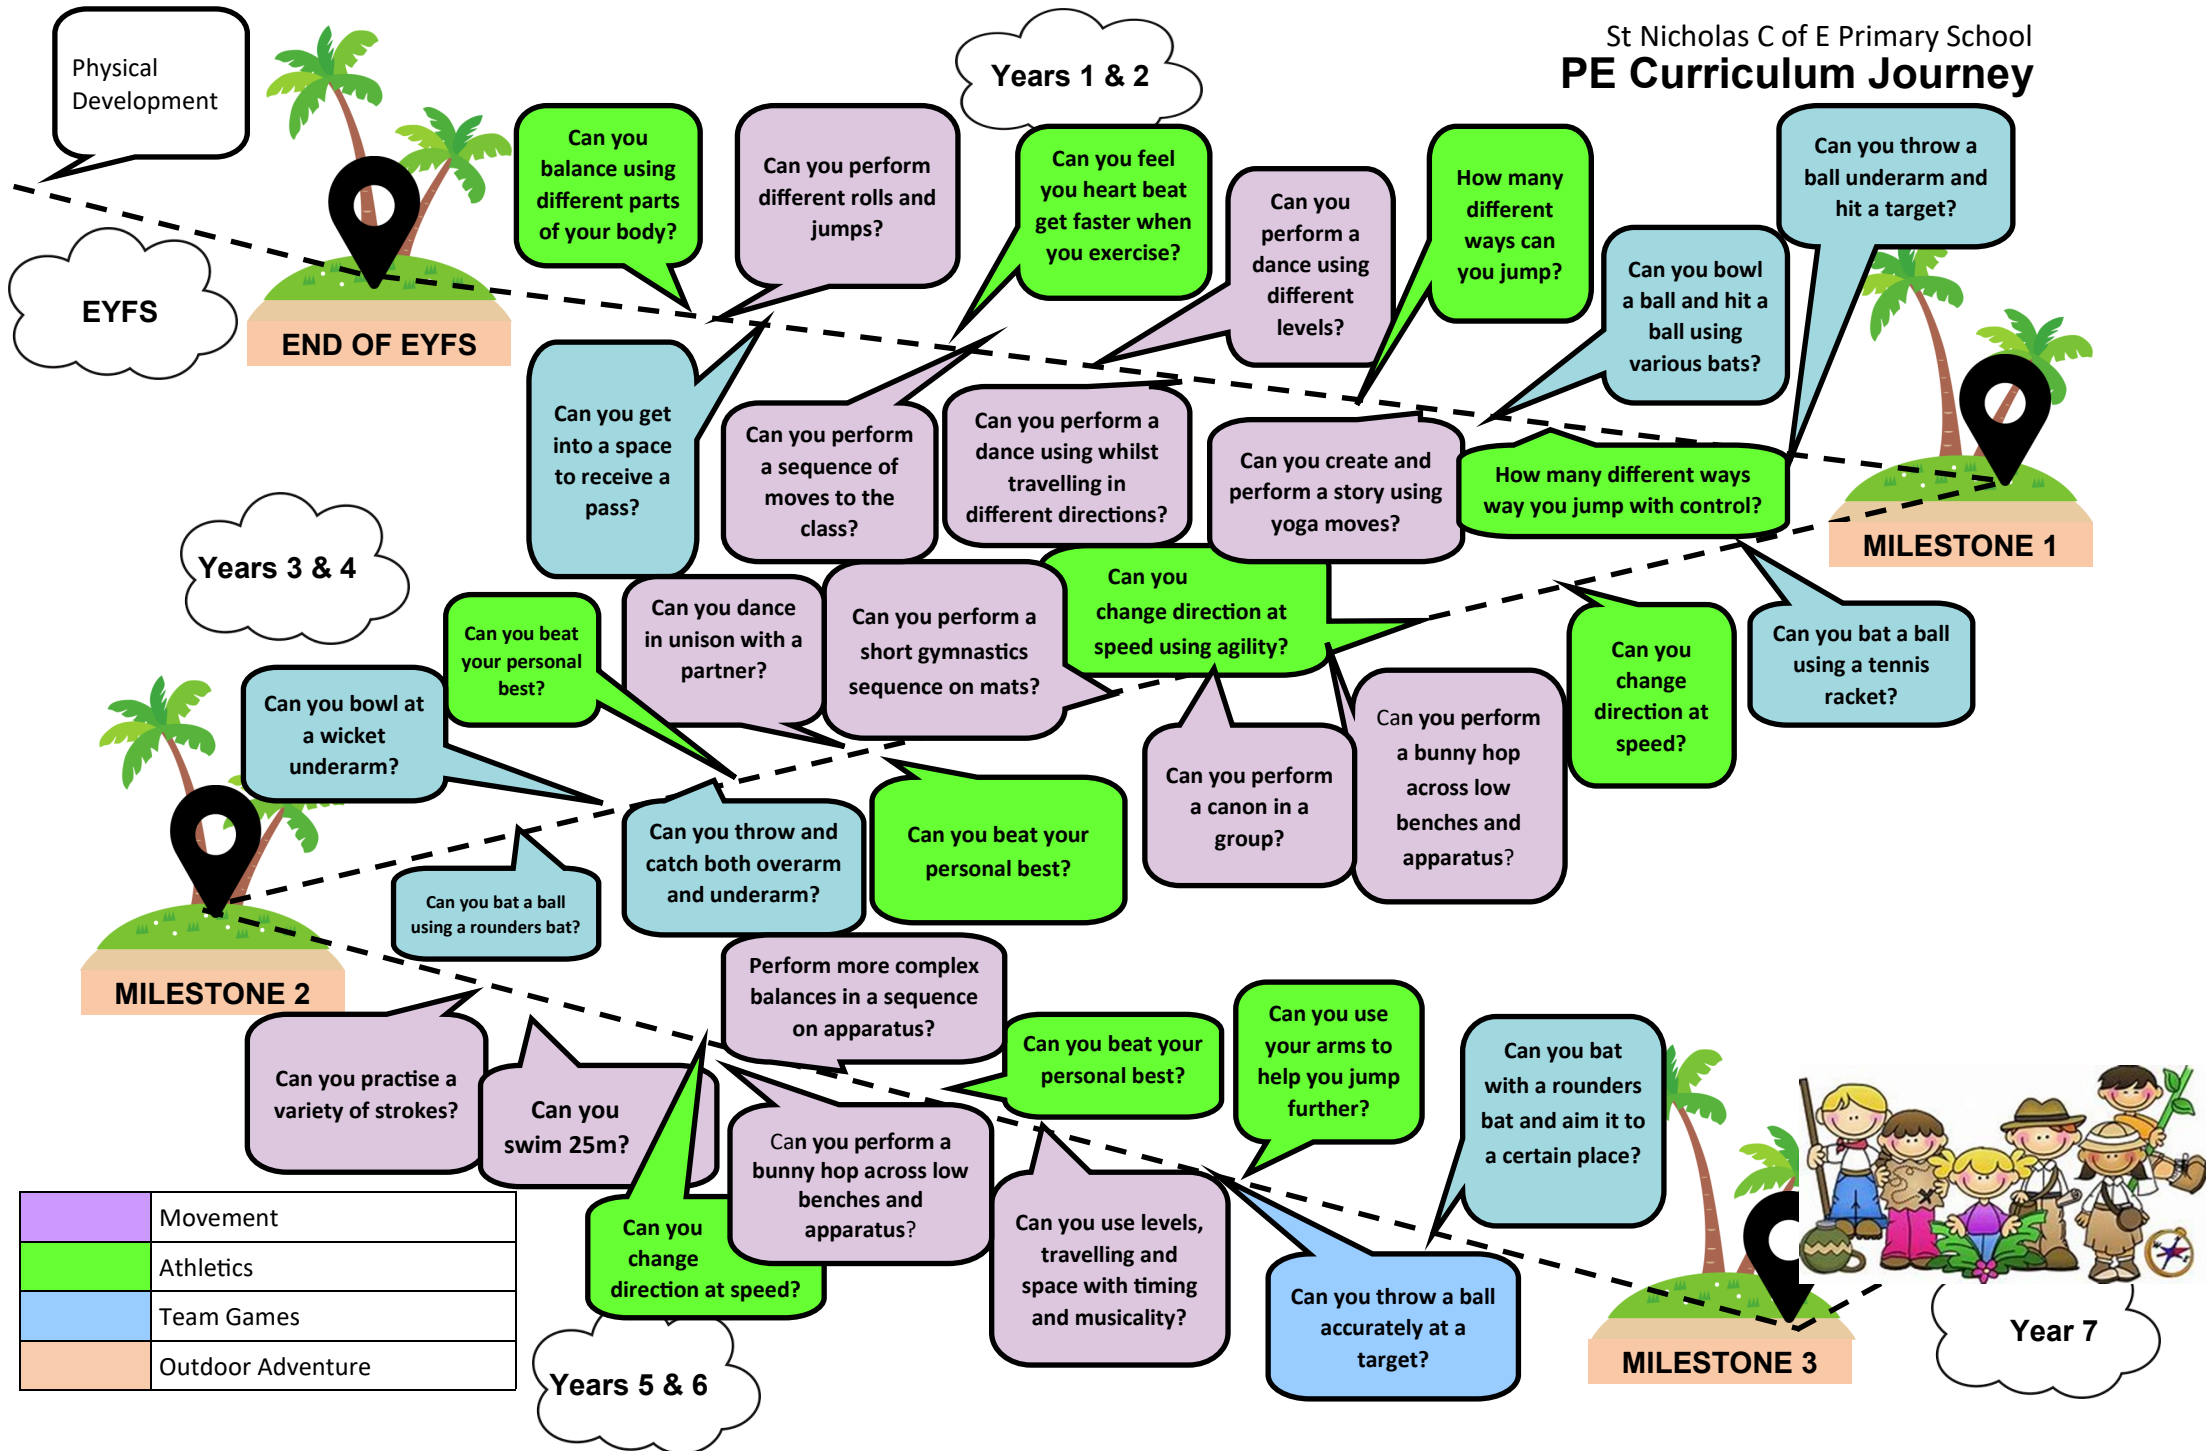 Physical
Development
St Nicholas C of E Primary School
PE Curriculum Journey
Years 1 & 2
EYFS
END OF EYFS
Can you
balance using
different parts
of your body?
Can you perform
different rolls and
jumps?
Can you feel
you heart beat
get faster when
you exercise?
Can you
perform a
dance using
different
levels?
How many
different
ways can
you jump?
Can you bowl
a ball and hit a
ball using
various bats?
Can you throw a
ball underarm and
hit a target?
Can you get
into a space
to receive a
pass?
Can you perform
a sequence of
moves to the
class?
Can you perform a
dance using whilst
travelling in
different directions?
Can you create and
perform a story using
yoga moves?
How many different ways
way you jump with control?
MILESTONE 1
Years 3 & 4
Can you bowl at
a wicket
underarm?
Can you beat
your personal
best?
Can you dance
in unison with a
partner?
Can you perform a
short gymnastics
sequence on mats?
Can you
change direction at
speed using agility?
Can you perform
a canon in a
group?
Can you perform
a bunny hop
across low
benches and
apparatus?
Can you
change
direction at
speed?
Can you bat a ball
using a tennis
racket?
Can you bat a ball
using a rounders bat?
Can you throw and
catch both overarm
and underarm?
Can you beat your
personal best?
MILESTONE 2
Can you practise a
variety of strokes?
Can you
swim 25m?
Perform more complex
balances in a sequence
on apparatus?
Can you
change
direction at speed?
Can you perform a
bunny hop across low
benches and
apparatus?
Can you beat your
personal best?
Can you use levels,
travelling and
space with timing
and musicality?
Can you use
your arms to
help you jump
further?
Can you throw a ball
accurately at a
target?
Can you bat
with a rounders
bat and aim it to
a certain place?
MILESTONE 3
Year 7
Years 5 & 6
Movement
Athletics
Team Games
Outdoor Adventure